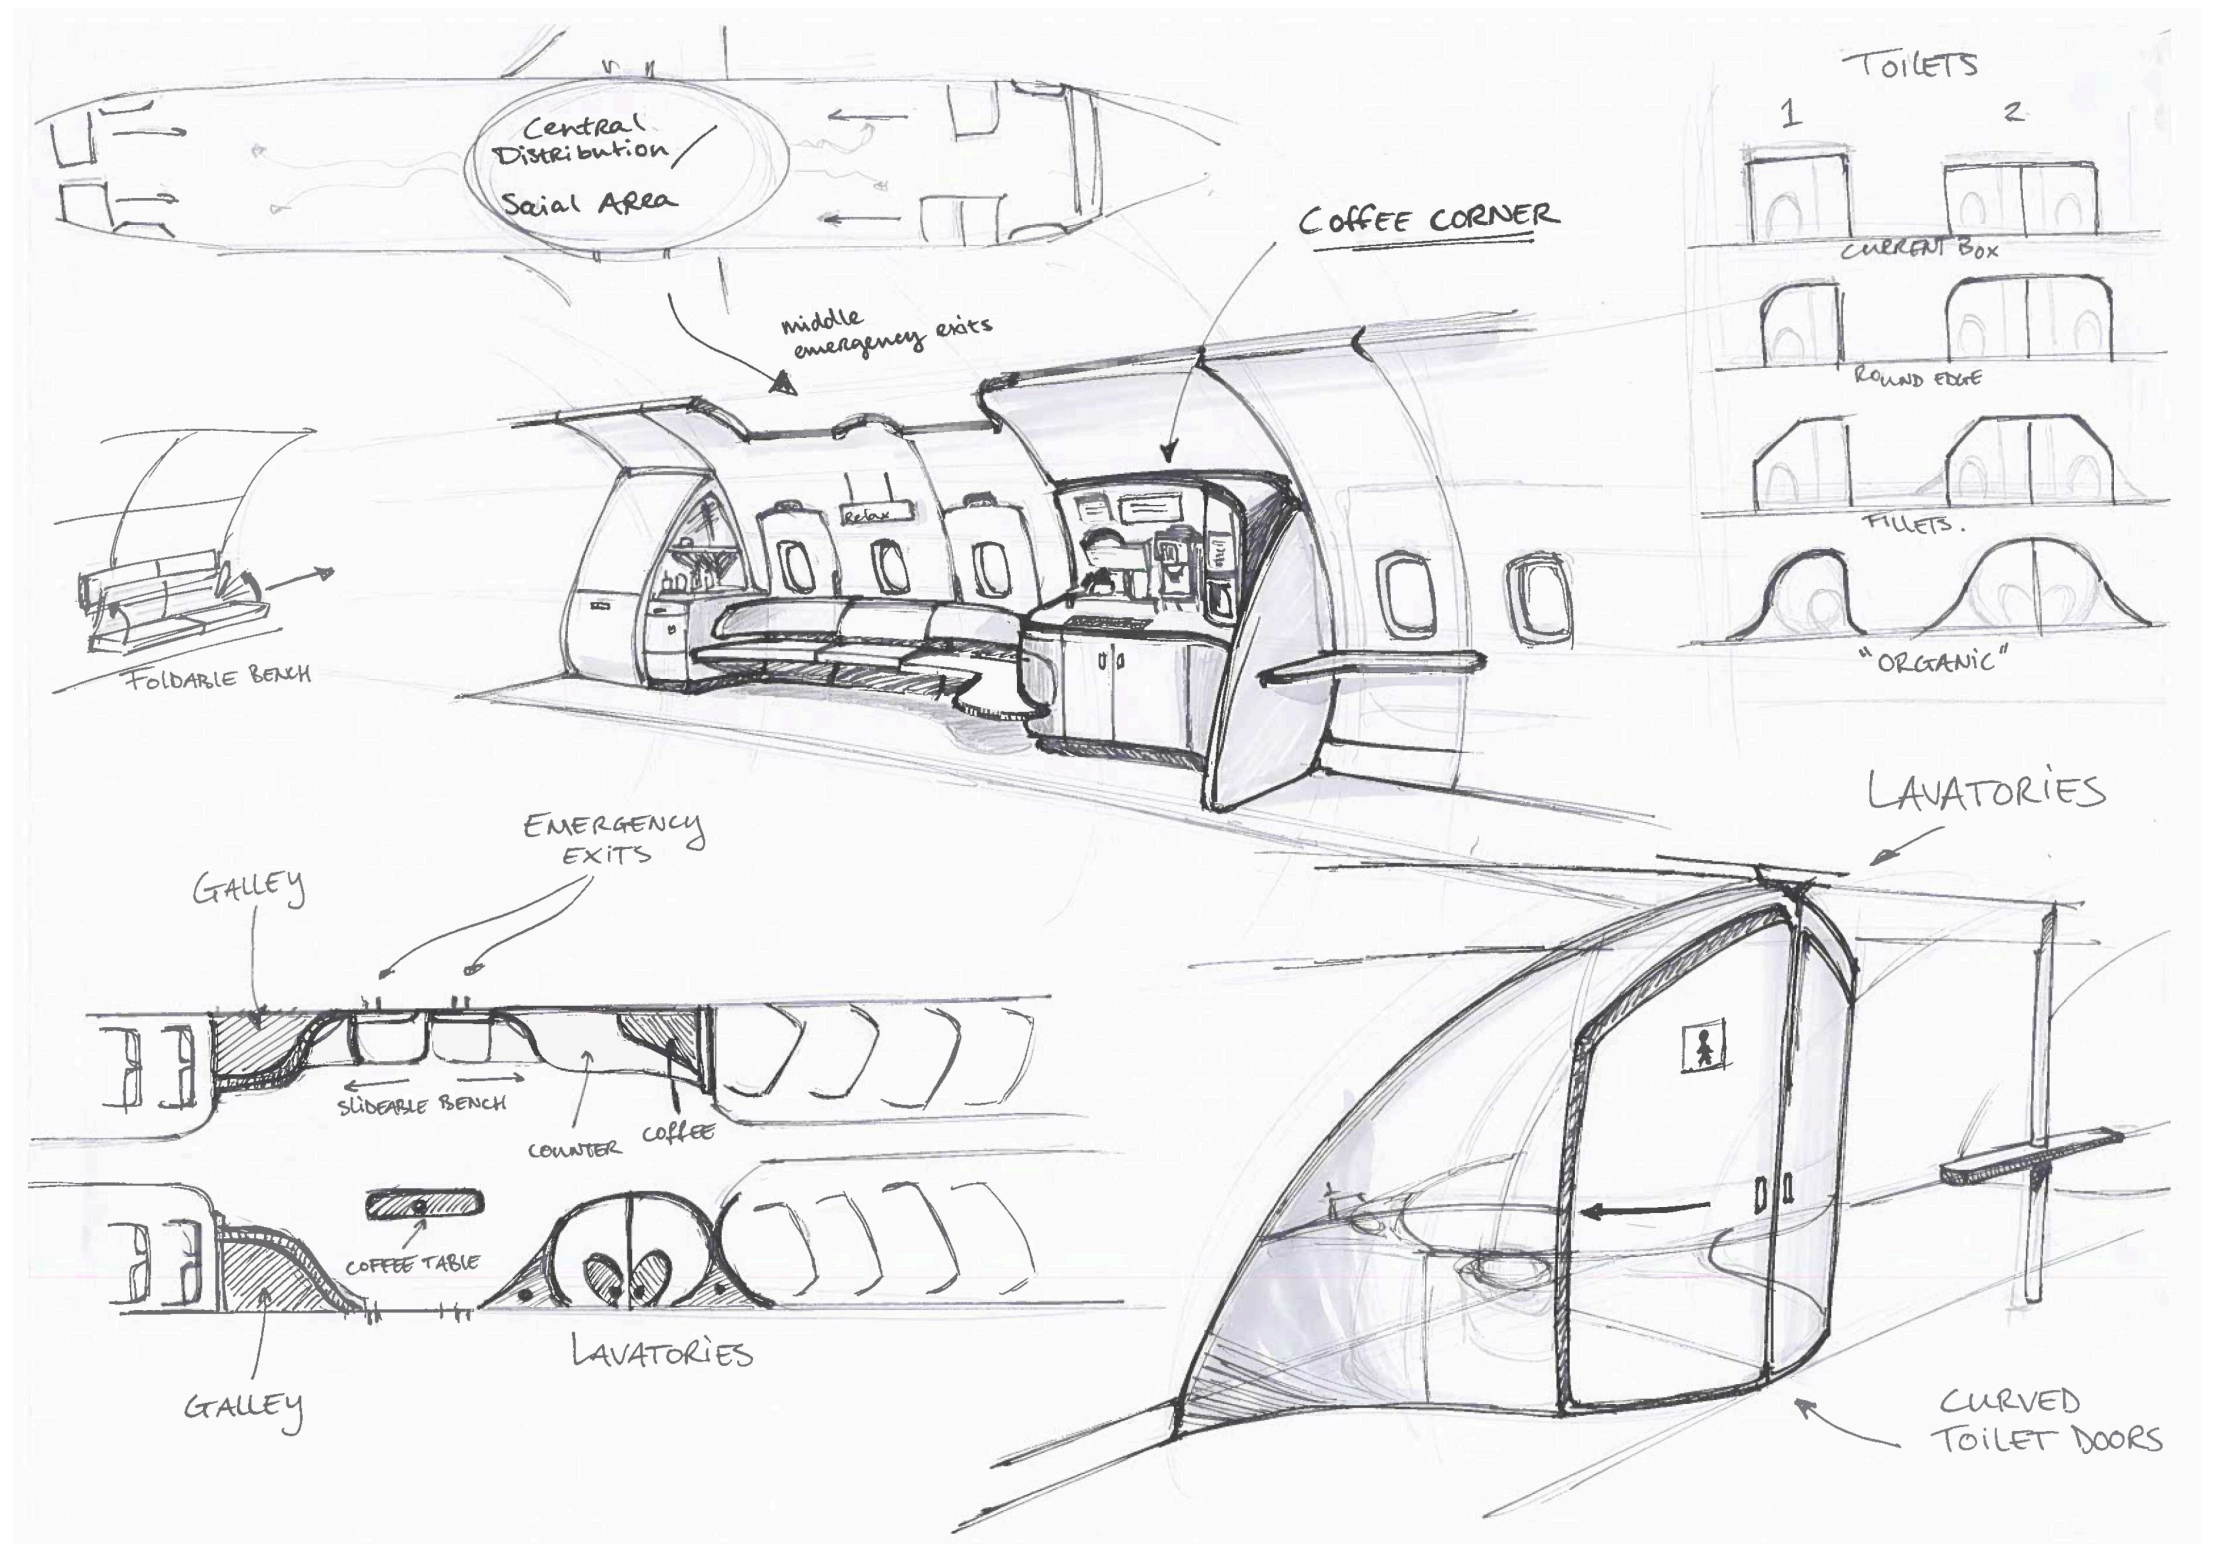 Central
Distribution/
Social Area
middle
emergency exits
COFFEE CORNER
TOILETS
1 2
CURRENT BOX
ROUND EDGE
FILLETS.
"ORGANIC"
Relax
FOLDABLE BENCH
EMERGENCY
EXITS
GALLEY
SLIDEABLE BENCH
COUNTER
COFFEE
COFFEE TABLE
LAVATORIES
GALLEY
LAVATORIES
CURVED
TOILET DOORS